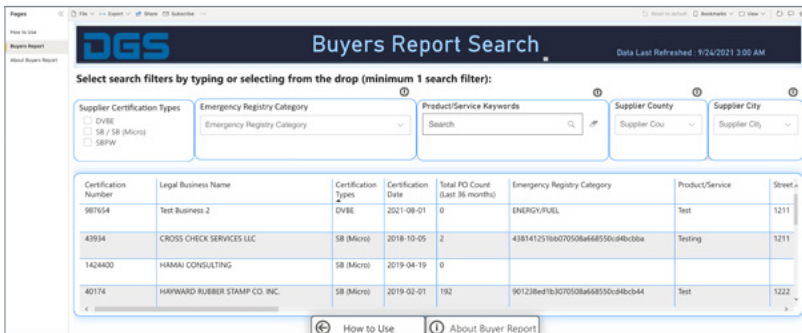 Pages
File
Export
Share
Subscribe
Reset to default
Bookmarks
View
How to Use
Buyers Report
About Buyers Report
DGS
Buyers Report Search
Data Last Refreshed : 9/24/2021 3:00 AM
Select search filters by typing or selecting from the drop (minimum 1 search filter):
Supplier Certification Types
DVBE
SB / SB (Micro)
SBPW
Emergency Registry Category
Emergency Registry Category
Product/Service Keywords
Search
Supplier County
Supplier Cou
Supplier City
Supplier City
Certification Number Legal Business Name Certification Types Certification Date Total PO Count (Last 36 months) Emergency Registry Category Product/Service Street
987654 Test Business 2 DVBE 2021-08-01 0 ENERGY/FUEL Test 1211
43934 CROSS CHECK SERVICES LLC SB (Micro) 2018-10-05 2 Testing 1211
1424400 HAMAI CONSULTING SB (Micro) 2019-04-19 0
40174 HAYWARD RUBBER STAMP CO. INC. SB (Micro) 2019-02-01 192 Test 1222
How to Use
About Buyer Report